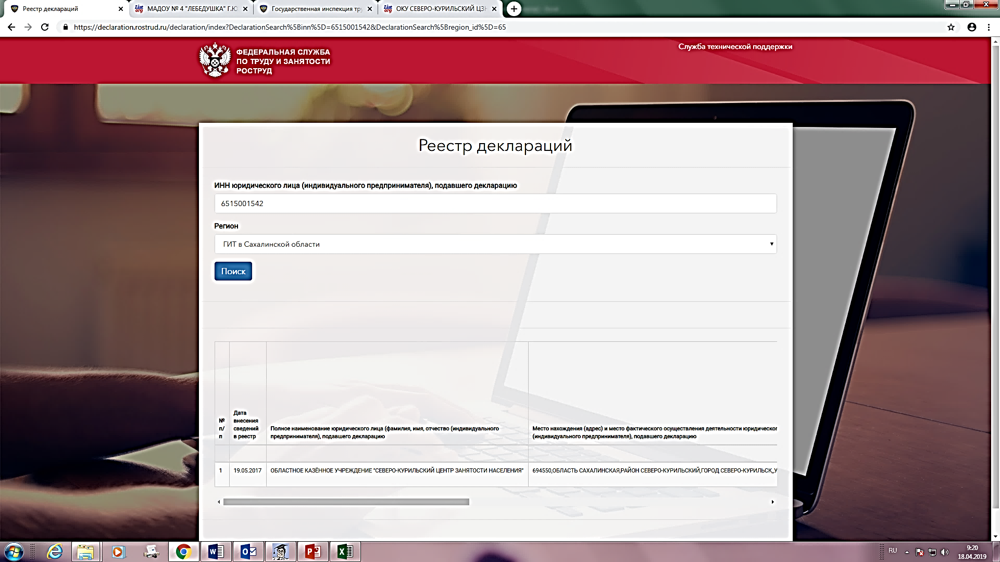 Реестр деклараций
МАДОУ № 4 "ЛЕБЕДУШКА" Г.Ю
Государственная инспекция тру
ОКУ СЕВЕРО-КУРИЛЬСКИЙ ЦЗН
https://declaration.rostrud.ru/declaration/index?DeclarationSearch%5Binn%5D=6515001542&DeclarationSearch%5Bregion_id%5D=65
ФЕДЕРАЛЬНАЯ СЛУЖБА
ПО ТРУДУ И ЗАНЯТОСТИ
РОСТРУД
Служба технической поддержки
Реестр деклараций
ИНН юридического лица (индивидуального предпринимателя), подавшего декларацию
6515001542
Регион
ГИТ в Сахалинской области
Поиск
№
п/
п
Дата
внесения
сведений
в реестр
Полное наименование юридического лица (фамилия, имя, отчество (индивидуального
предпринимателя), подавшего декларацию
Место нахождения (адрес) и место фактического осуществления деятельности юридическог
(индивидуального предпринимателя), подавшего декларацию
1
19.05.2017
ОБЛАСТНОЕ КАЗЁННОЕ УЧРЕЖДЕНИЕ "СЕВЕРО-КУРИЛЬСКИЙ ЦЕНТР ЗАНЯТОСТИ НАСЕЛЕНИЯ"
694550,ОБЛАСТЬ САХАЛИНСКАЯ,РАЙОН СЕВЕРО-КУРИЛЬСКИЙ,ГОРОД СЕВЕРО-КУРИЛЬСК,,У
RU
9:20
18.04.2019